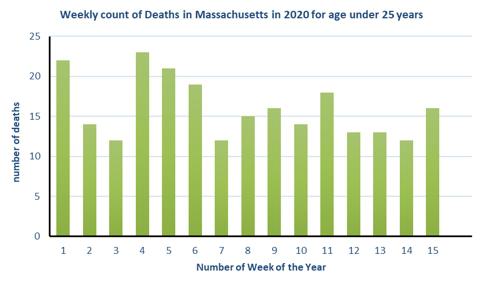 Weekly count of Deaths in Massachusetts in 2020 for age under 25 years
number of deaths
25
20
15
10
5
0
1 2 3 4 5 6 7 8 9 10 11 12 13 14 15
Number of Week of the Year